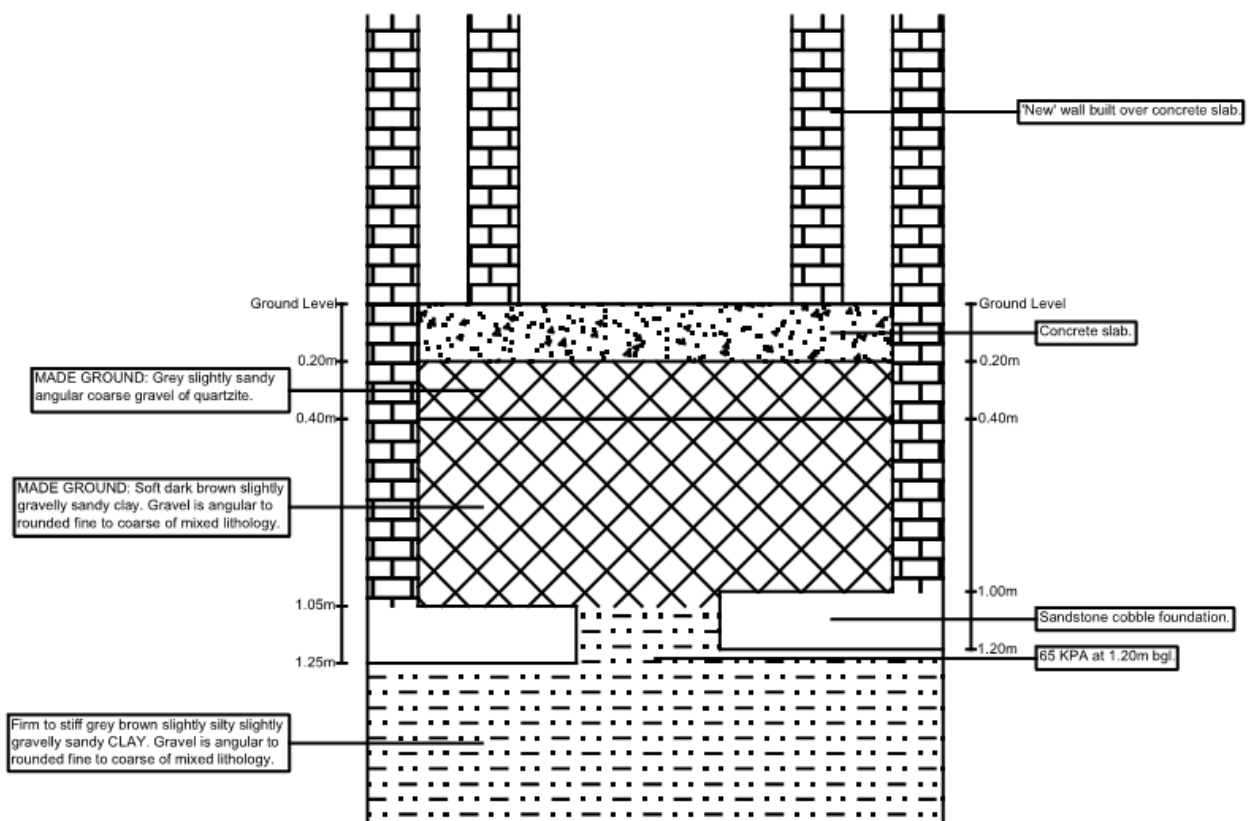 'New' wall built over concrete slab.
Ground Level
Ground Level
Concrete slab.
0.20m
0.20m
MADE GROUND: Grey slightly sandy
angular coarse gravel of quartzite.
0.40m
0.40m
MADE GROUND: Soft dark brown slightly
gravelly sandy clay. Gravel is angular to
rounded fine to coarse of mixed lithology.
1.00m
1.05m
Sandstone cobble foundation.
1.20m
65 KPA at 1.20m bgl.
1.25m
Firm to stiff grey brown slightly silty slightly
gravelly sandy CLAY. Gravel is angular to
rounded fine to coarse of mixed lithology.